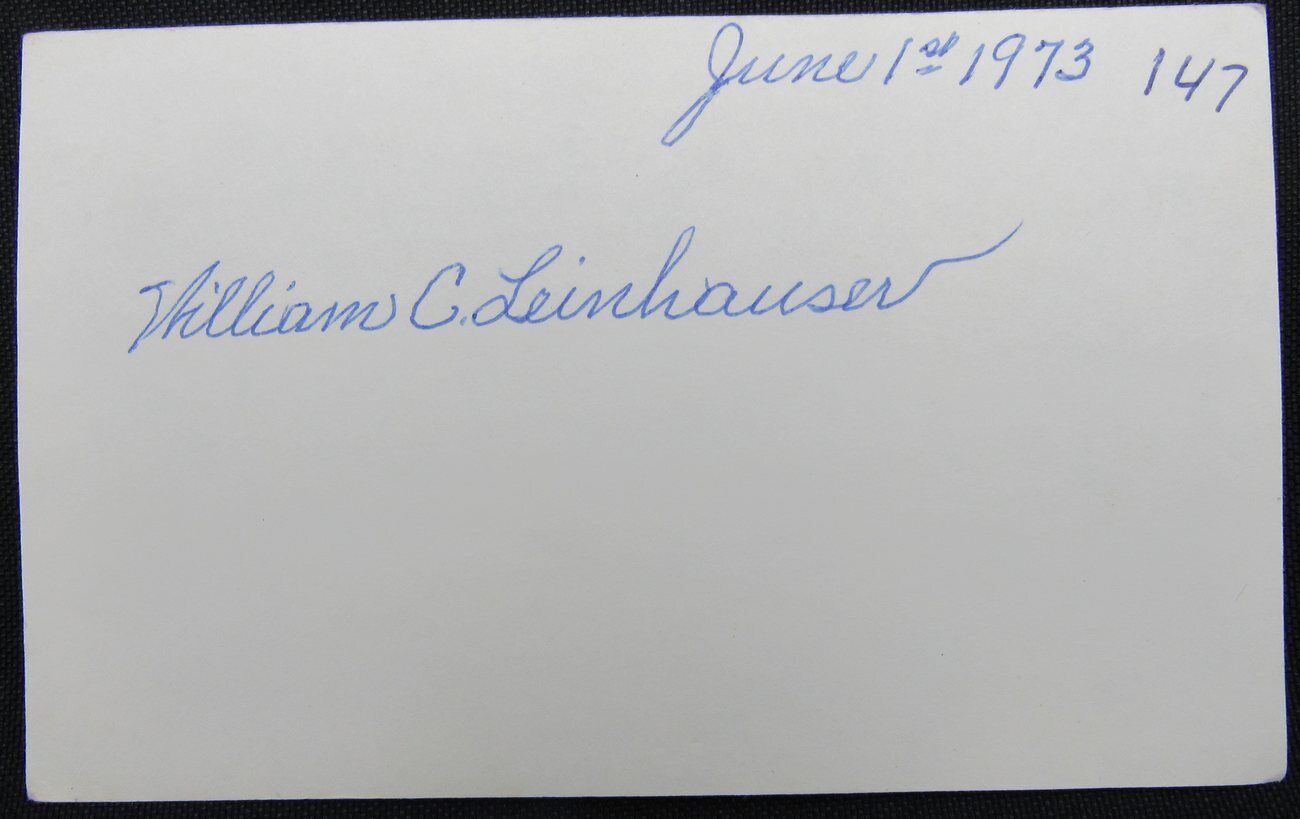 June 1st 1973 147
William C. Leinhauser